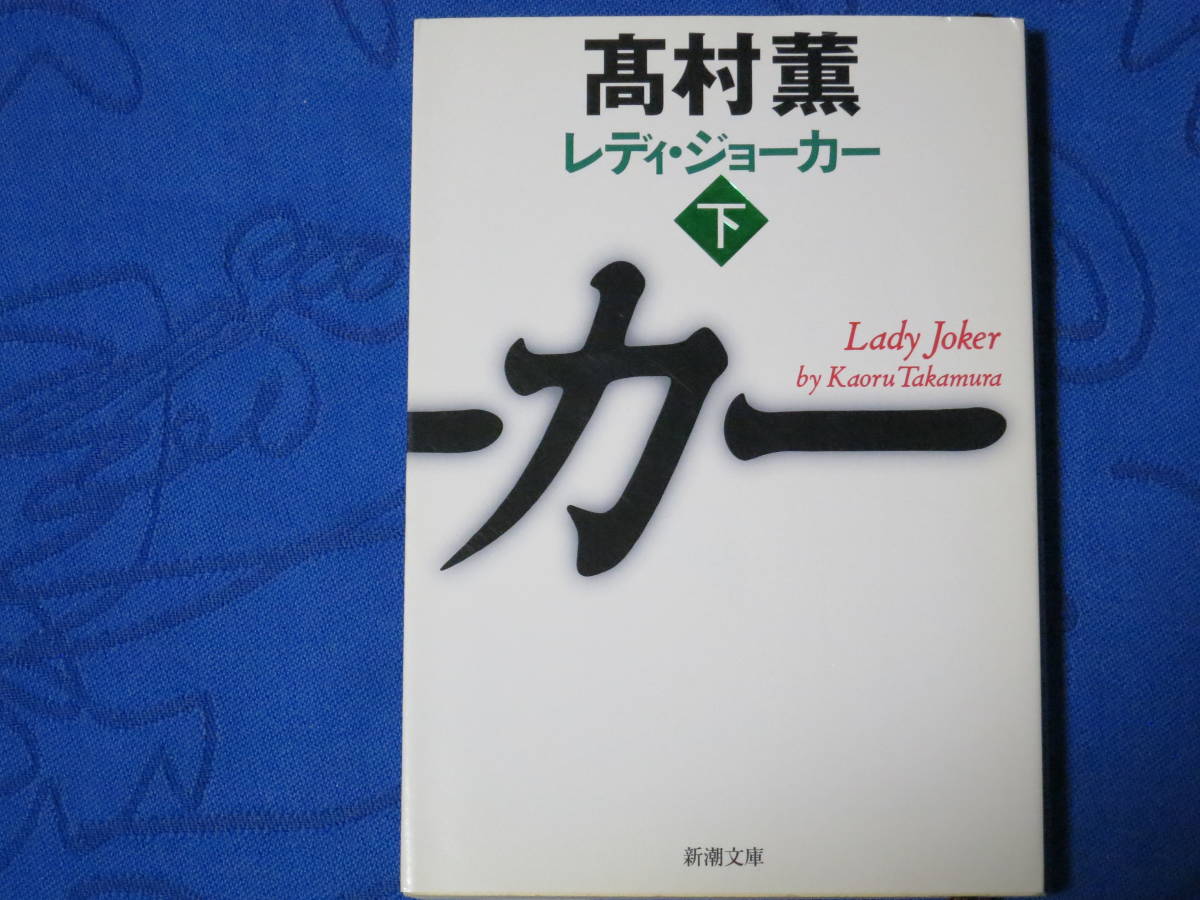 髙村薫
レディ・ジョーカー
下
ーカー
Lady Joker
by Kaoru Takamura
新潮文庫